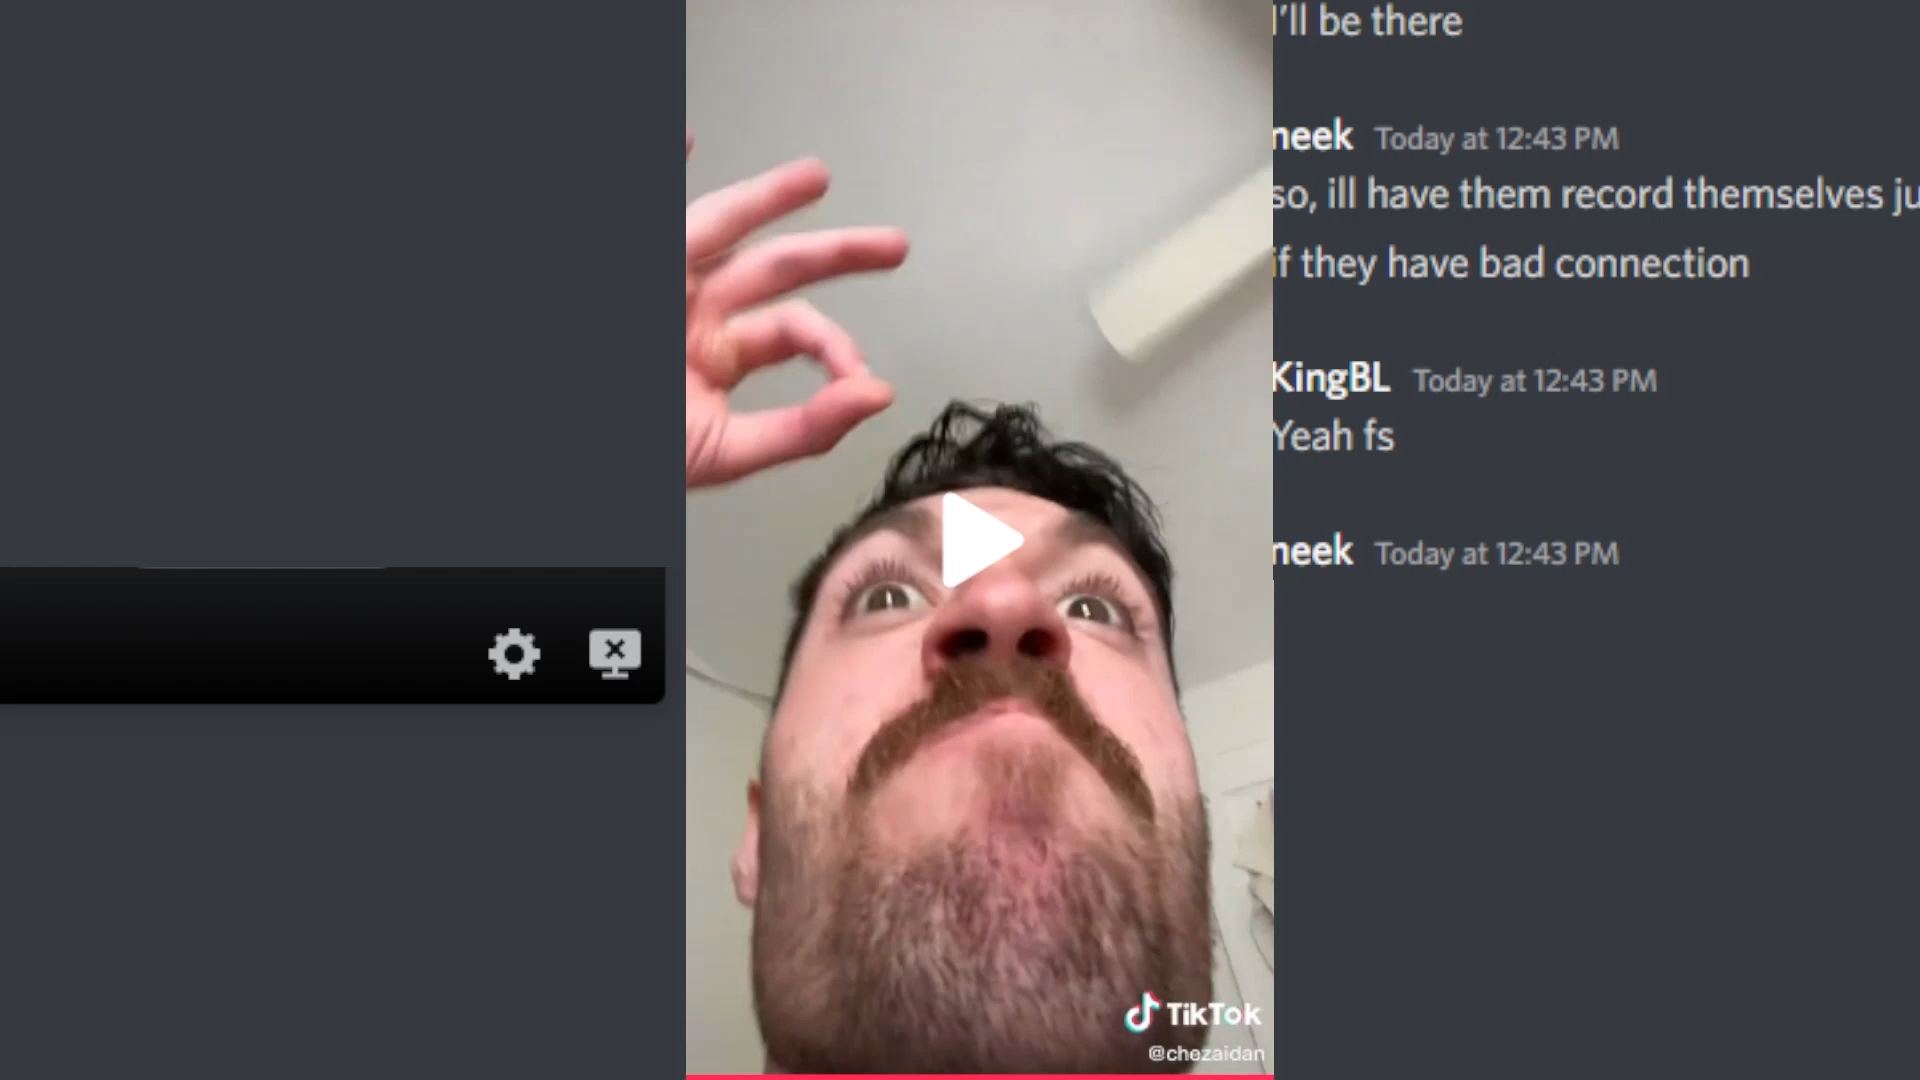 I'll be there
neek Today at 12:43 PM
so, ill have them record themselves
if they have bad connection
KingBL Today at 12:43 PM
Yeah fs
neek Today at 12:43 PM
TikTok
@chezaidan